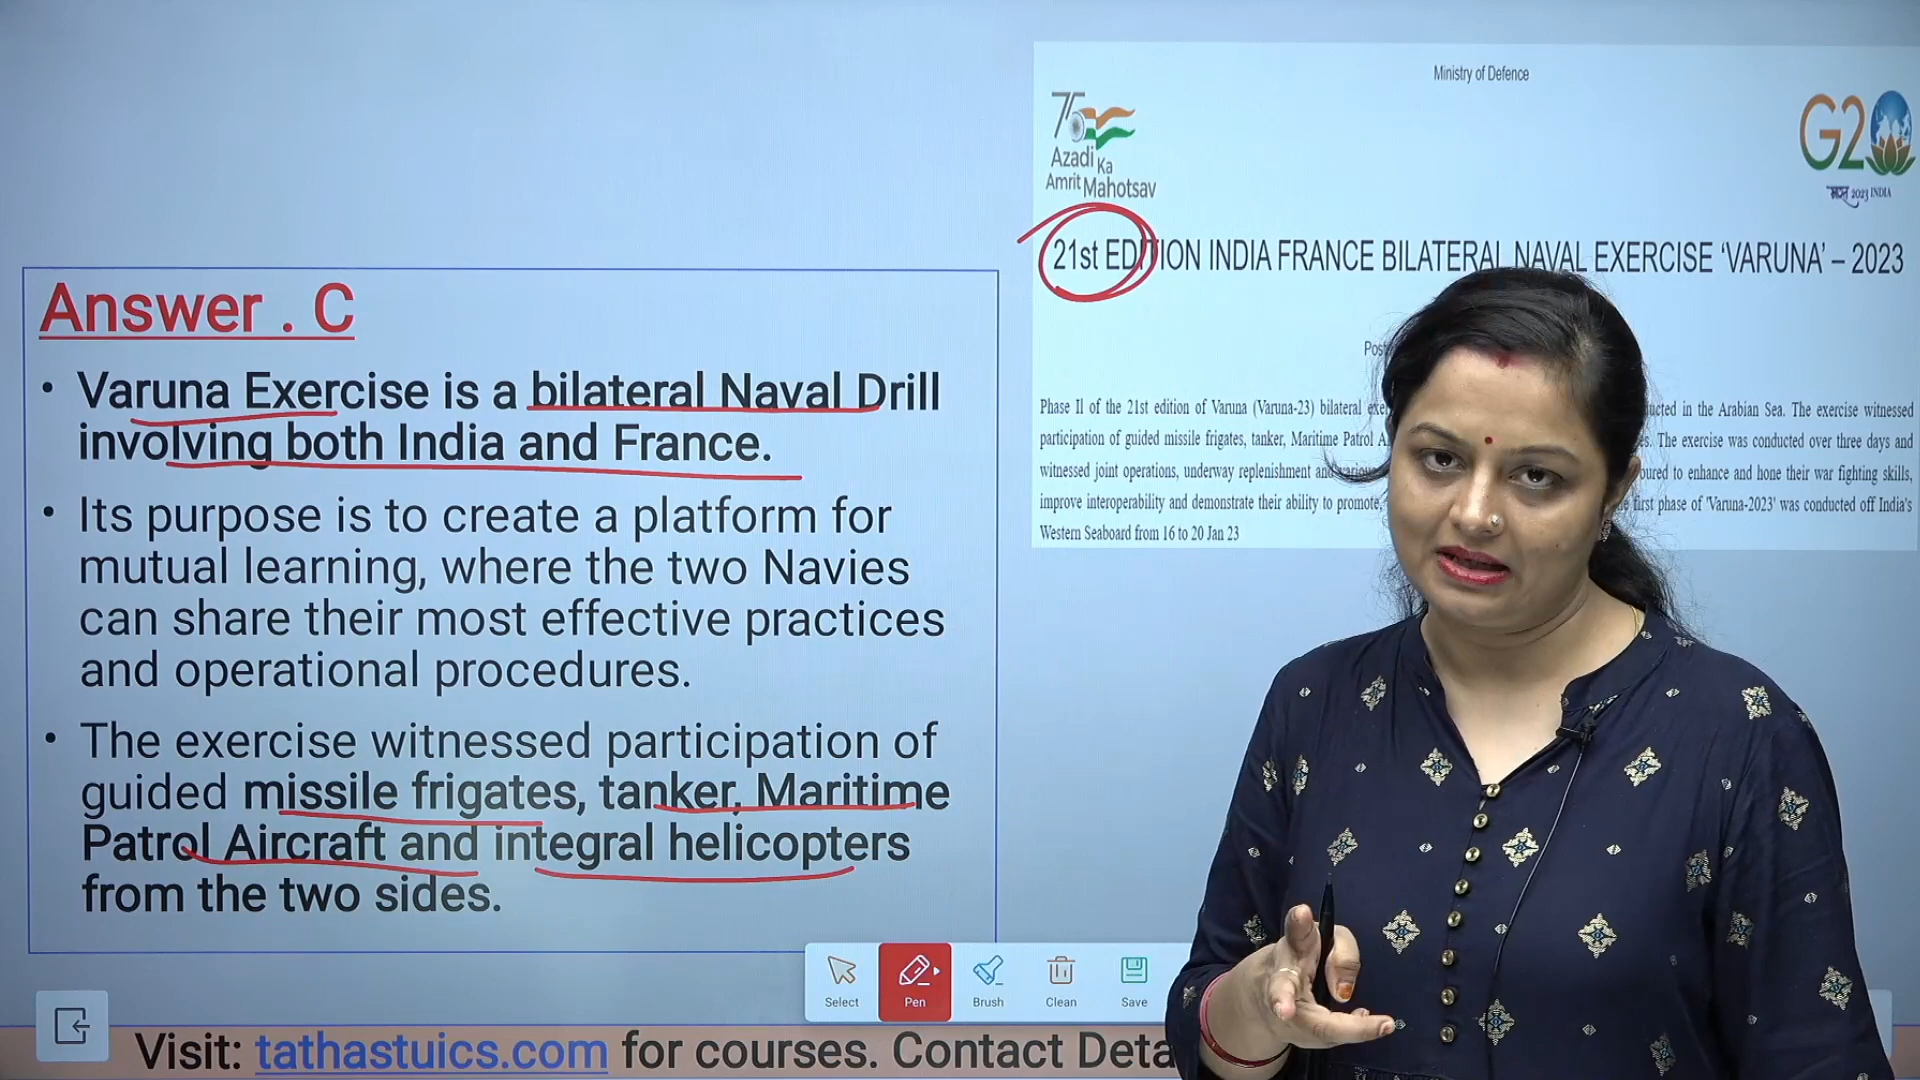 Ministry of Defence
75
Azadi Ka
Amrit Mahotsav
G20
2023 INDIA
21st EDITION INDIA FRANCE BILATERAL NAVAL EXERCISE 'VARUNA' – 2023
Phase II of the 21st edition of Varuna (Varuna-23) bilateral in the Arabian Sea. The exercise witnessed
participation of guided missile frigates, tanker, Maritime Patrol The exercise was conducted over three days and
witnessed joint operations, underway replenishment and to enhance and hone their war fighting skills,
improve interoperability and demonstrate their ability to promote, first phase of 'Varuna-2023' was conducted off India's
Western Seaboard from 16 to 20 Jan 23
Answer . C
• Varuna Exercise is a bilateral Naval Drill
involving both India and France.
• Its purpose is to create a platform for
mutual learning, where the two Navies
can share their most effective practices
and operational procedures.
• The exercise witnessed participation of
guided missile frigates, tanker, Maritime
Patrol Aircraft and integral helicopters
from the two sides.
Select
Pen
Brush
Clean
Save
Visit: tathastuics.com for courses. Contact